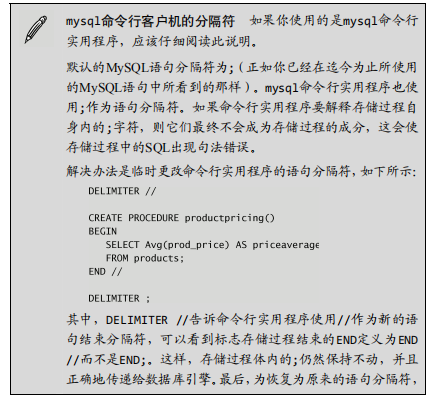 mysql命令行客户机的分隔符 如果你使用的是mysql命令行
实用程序，应该仔细阅读此说明。
默认的MySQL语句分隔符为;（正如你已经在迄今为止所使用
的MySQL语句中所看到的那样）。mysql命令行实用程序也使
用;作为语句分隔符。如果命令行实用程序要解释存储过程自
身内的;字符，则它们最终不会成为存储过程的成分，这会使
存储过程中的SQL出现句法错误。
解决办法是临时更改命令行实用程序的语句分隔符，如下所示：
DELIMITER //
CREATE PROCEDURE productpricing()
BEGIN
SELECT Avg(prod_price) AS priceaverage
FROM products;
END //
DELIMITER ;
其中，DELIMITER //告诉命令行实用程序使用//作为新的语
句结束分隔符，可以看到标志存储过程结束的END定义为END
//而不是END;。这样，存储过程体内的;仍然保持不动，并且
正确地传递给数据库引擎。最后，为恢复为原来的语句分隔符，